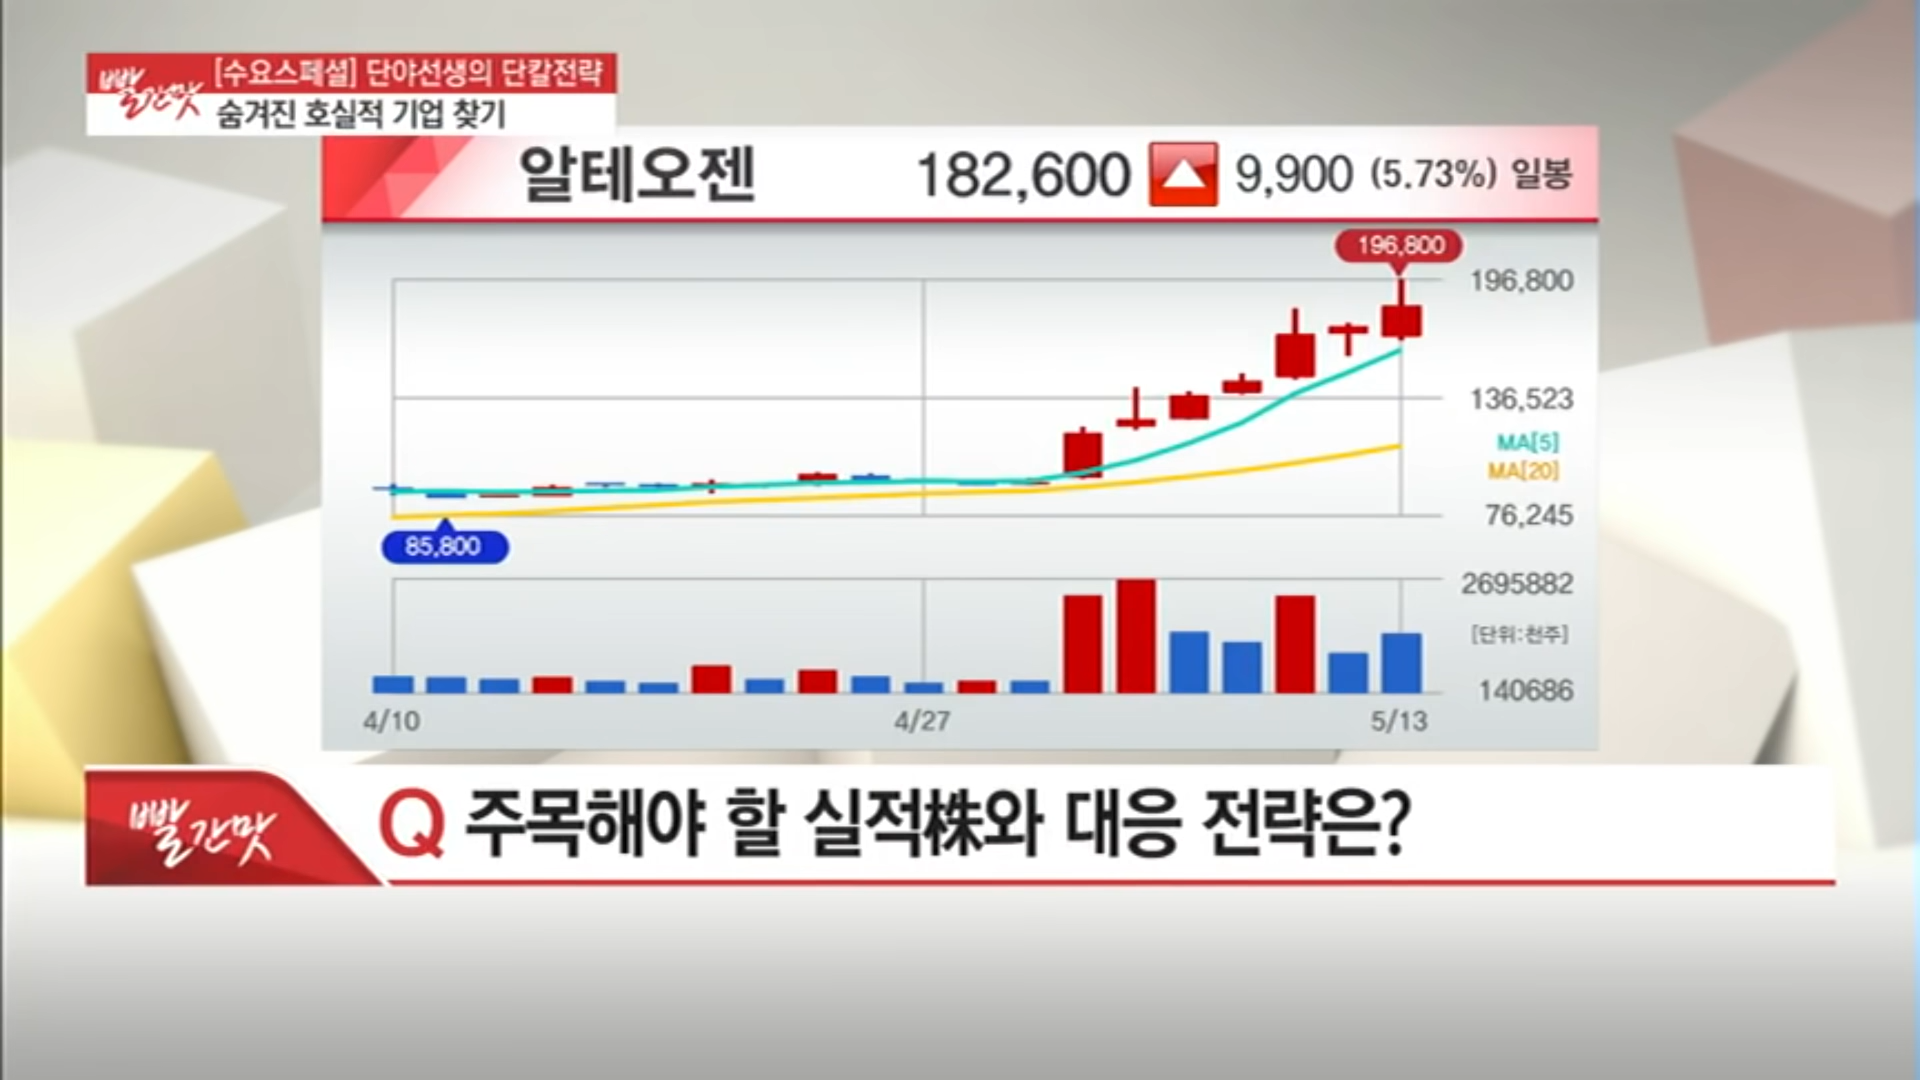 빨간맛
[수요스페셜] 단야선생의 단칼전략
숨겨진 호실적 기업 찾기
알테오젠 182,600 9,900 (5.73%) 일봉
196,800
196,800
136,523
MA[5]
MA[20]
76,245
85,800
2695882
[단위:천주]
140686
4/10 4/27 5/13
빨간맛
Q 주목해야 할 실적株와 대응 전략은?